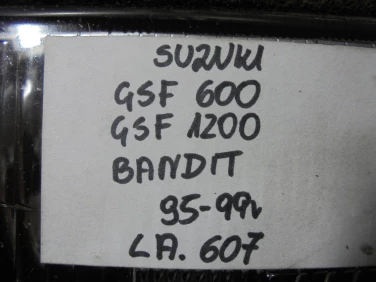 SUZUKI
GSF 600
GSF 1200
BANDIT
95-99r
LA. 607